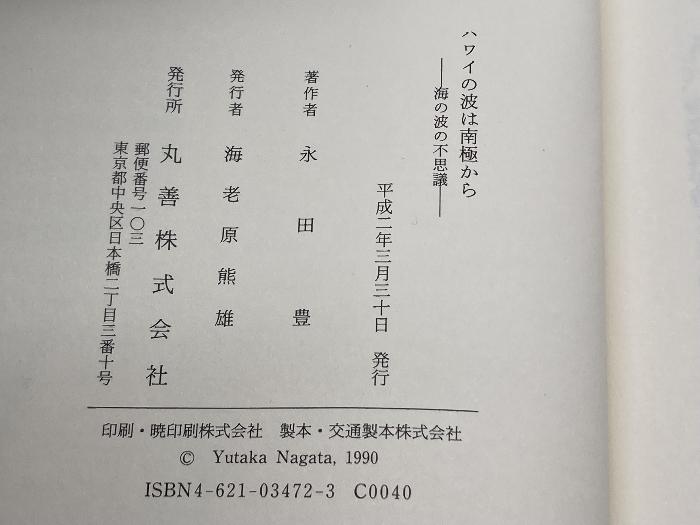 ハワイの波は南極から
――海の波の不思議――
平成二年三月三十日 発行
著作者 永田 豊
発行者 海老原熊雄
発行所 丸善株式会社
郵便番号一〇三
東京都中央区日本橋二丁目三番十号
印刷・暁印刷株式会社 製本・交通製本株式会社
© Yutaka Nagata, 1990
ISBN4-621-03472-3 C0040